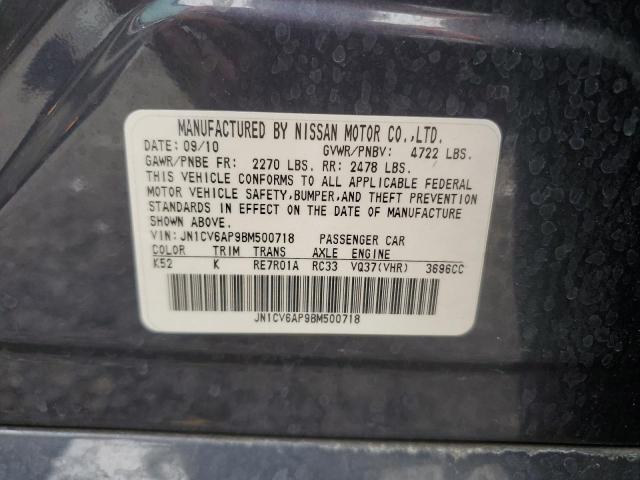 MANUFACTURED BY NISSAN MOTOR CO.,LTD.
DATE: 09/10 GVWR/PNBV: 4722 LBS.
GAWR/PNBE FR: 2270 LBS. RR: 2478 LBS.
THIS VEHICLE CONFORMS TO ALL APPLICABLE FEDERAL
MOTOR VEHICLE SAFETY,BUMPER,AND THEFT PREVENTION
STANDARDS IN EFFECT ON THE DATE OF MANUFACTURE
SHOWN ABOVE.
VIN: JN1CV6AP9BM500718 PASSENGER CAR
COLOR TRIM TRANS AXLE ENGINE
K52 K RE7R01A RC33 VQ37(VHR) 3696CC
JN1CV6AP9BM500718